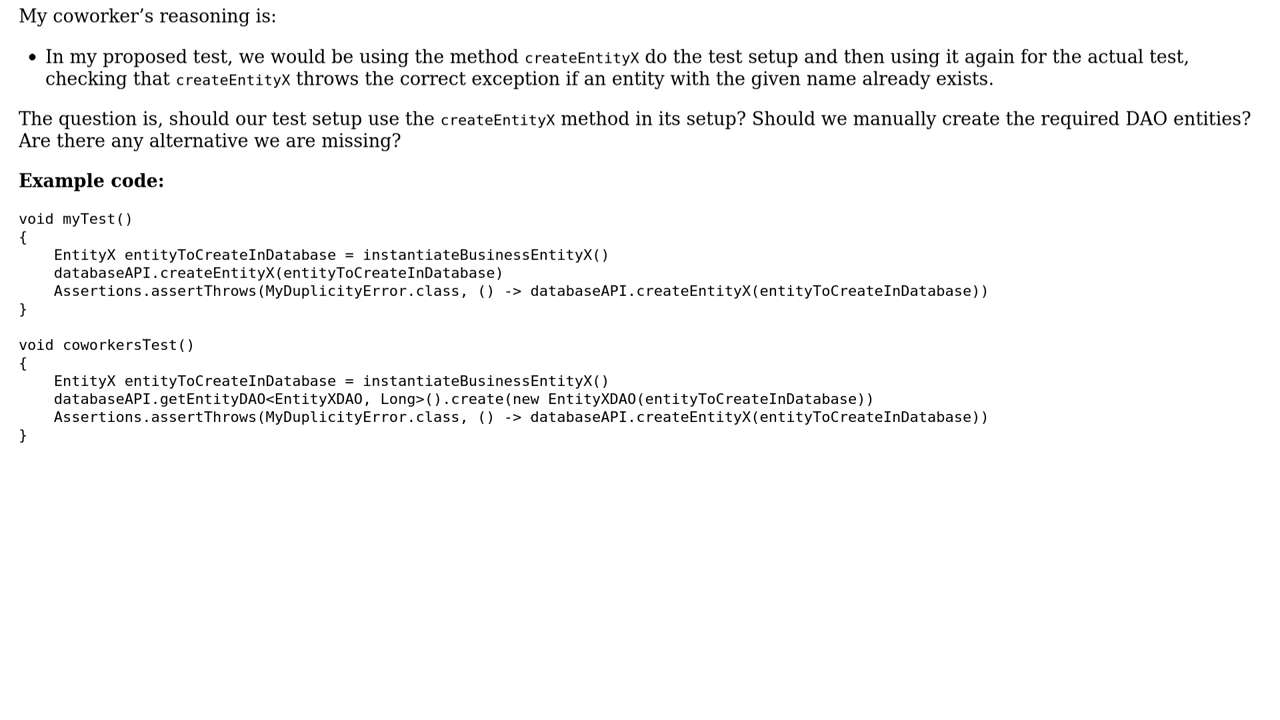 My coworker’s reasoning is:
• In my proposed test, we would be using the method createEntityX do the test setup and then using it again for the actual test,
checking that createEntityX throws the correct exception if an entity with the given name already exists.
The question is, should our test setup use the createEntityX method in its setup? Should we manually create the required DAO entities?
Are there any alternative we are missing?
Example code:
void myTest()
{
    EntityX entityToCreateInDatabase = instantiateBusinessEntityX()
    databaseAPI.createEntityX(entityToCreateInDatabase)
    Assertions.assertThrows(MyDuplicityError.class, () -> databaseAPI.createEntityX(entityToCreateInDatabase))
}
void coworkersTest()
{
    EntityX entityToCreateInDatabase = instantiateBusinessEntityX()
    databaseAPI.getEntityDAO<EntityXDAO, Long>().create(new EntityXDAO(entityToCreateInDatabase))
    Assertions.assertThrows(MyDuplicityError.class, () -> databaseAPI.createEntityX(entityToCreateInDatabase))
}